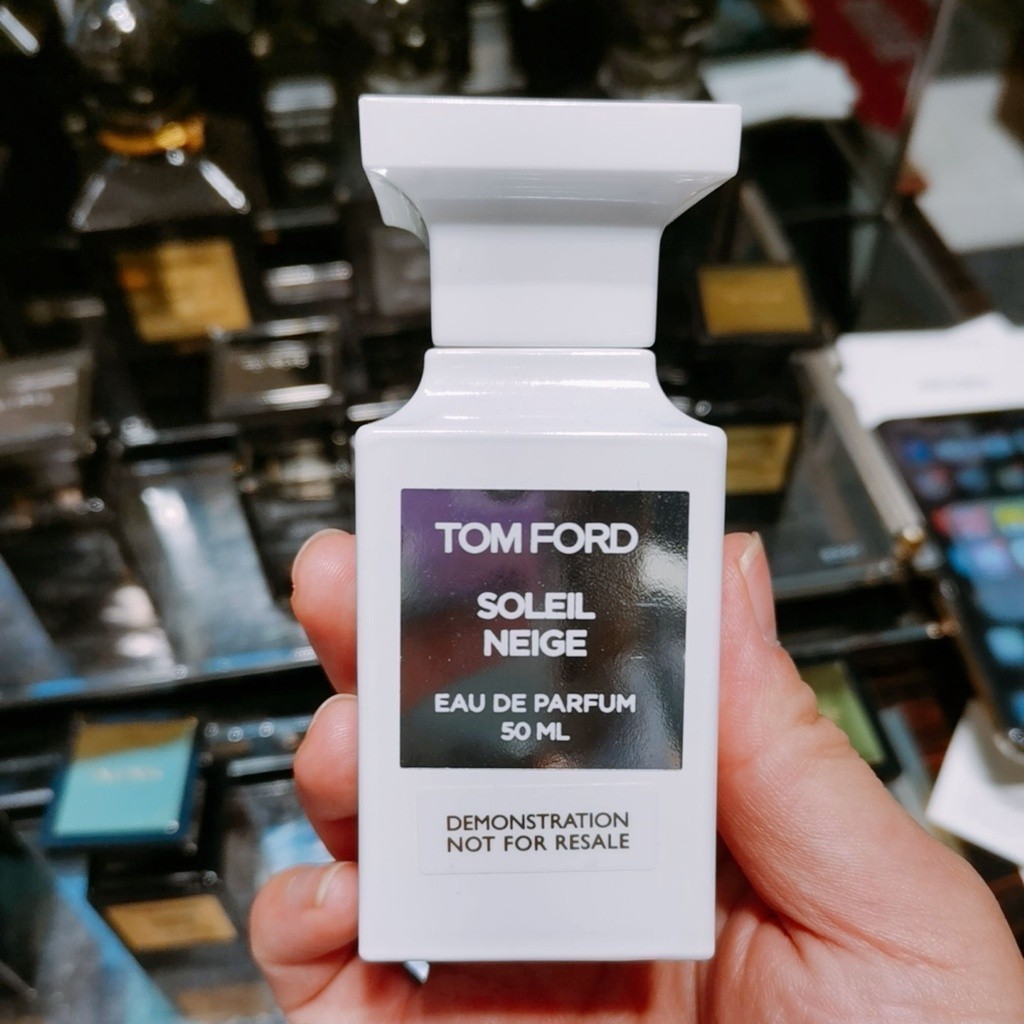 TOM FORD
SOLEIL
NEIGE
EAU DE PARFUM
50 ML
DEMONSTRATION
NOT FOR RESALE